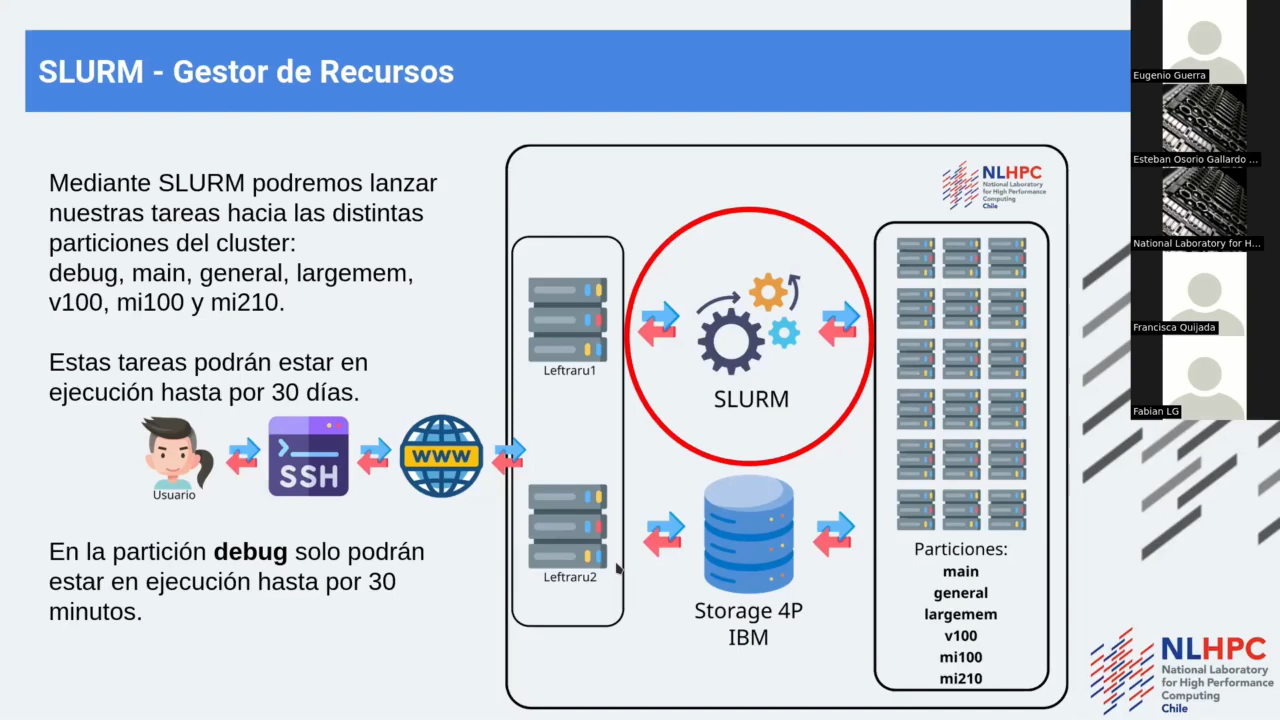 SLURM - Gestor de Recursos
Mediante SLURM podremos lanzar
nuestras tareas hacia las distintas
particiones del cluster:
debug, main, general, largemem,
v100, mi100 y mi210.
Estas tareas podrán estar en
ejecución hasta por 30 días.
Usuario
SSH
WWW
En la partición debug solo podrán
estar en ejecución hasta por 30
minutos.
Leftraru1
Leftraru2
SLURM
Storage 4P
IBM
NLHPC
National Laboratory
for High Performance
Computing
Chile
Particiones:
main
general
largemem
v100
mi100
mi210
Eugenio Guerra
Esteban Osorio Gallardo ...
National Laboratory for H...
Francisca Quijada
Fabian LG
NLHPC
National Laboratory
for High Performance
Computing
Chile